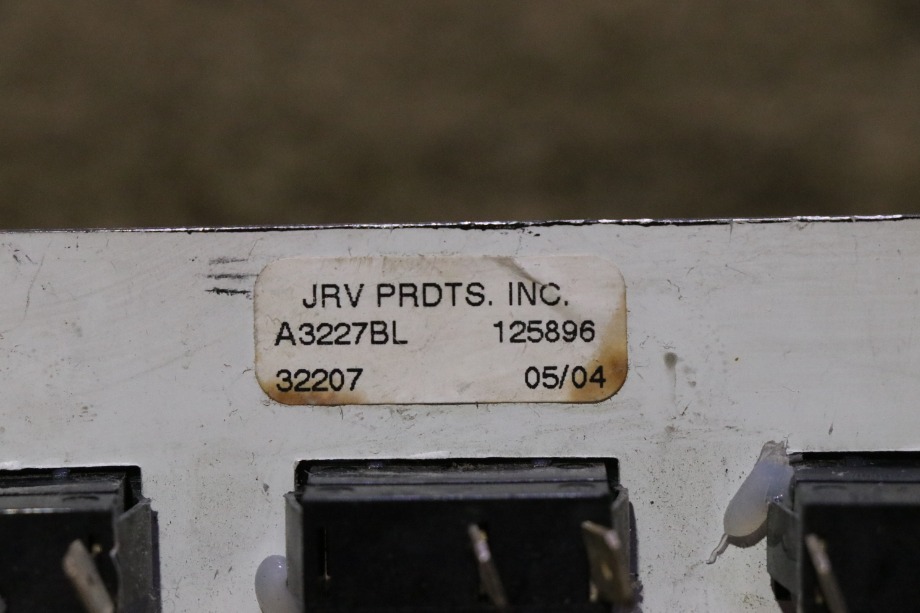 JRV PRDTS. INC.
A3227BL 125896
32207 05/04